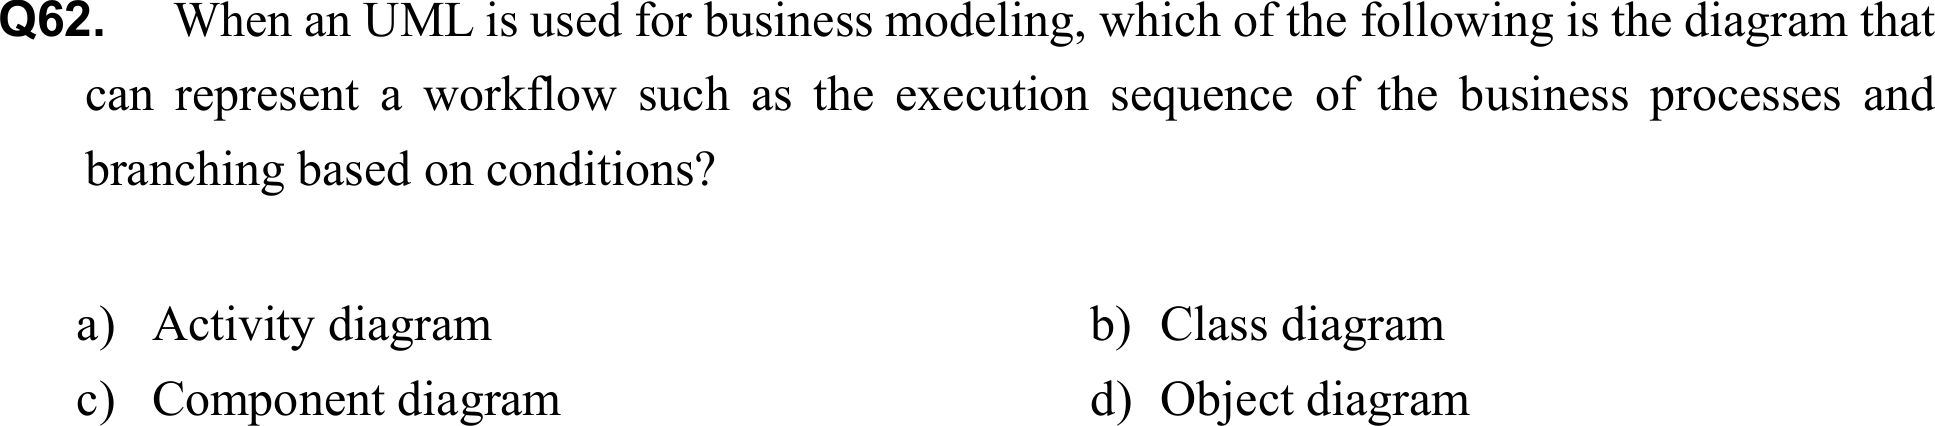 Q62. When an UML is used for business modeling, which of the following is the diagram that
can represent a workflow such as the execution sequence of the business processes and
branching based on conditions?
a) Activity diagram b) Class diagram
c) Component diagram d) Object diagram